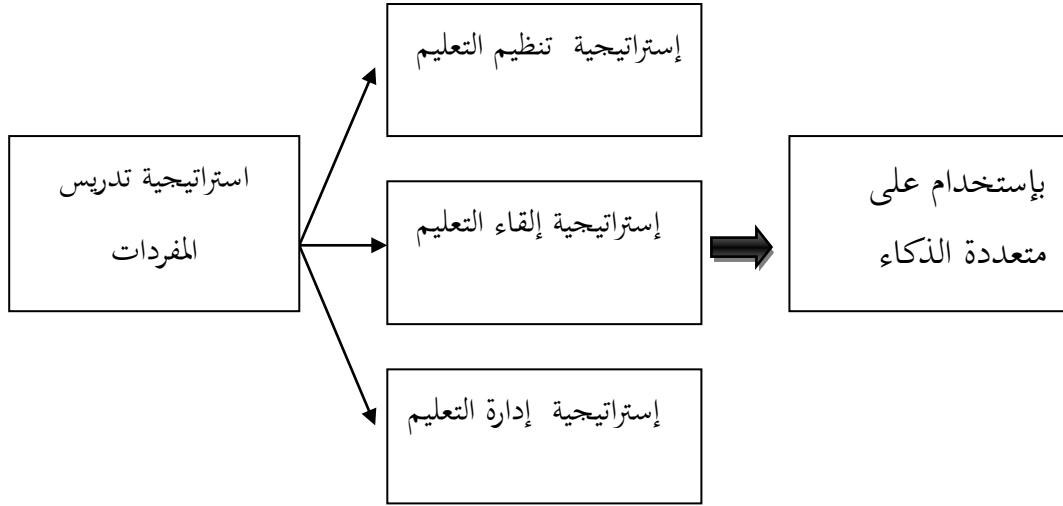 إستراتيجية تنظيم التعليم
استراتيجية تدريس
المفردات
إستراتيجية إلقاء التعليم
بإستخدام على
متعددة الذكاء
إستراتيجية إدارة التعليم